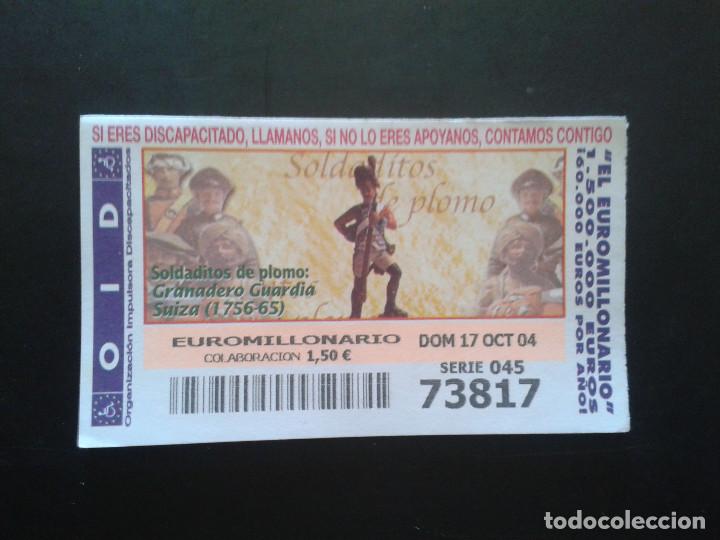 SI ERES DISCAPACITADO, LLAMANOS, SI NO LO ERES APOYANOS, CONTAMOS CONTIGO
OID
Organización Impulsora Discapacitados
Soldaditos
de plomo
Soldaditos de plomo:
Granadero Guardia
Suiza (1756-65)
EUROMILLONARIO
COLABORACION 1,50 €
DOM 17 OCT 04
SERIE 045
73817
"EL EUROMILLONARIO"
1.500.000 EUROS
¡60.000 EUROS POR AÑO!
todocoleccion.net